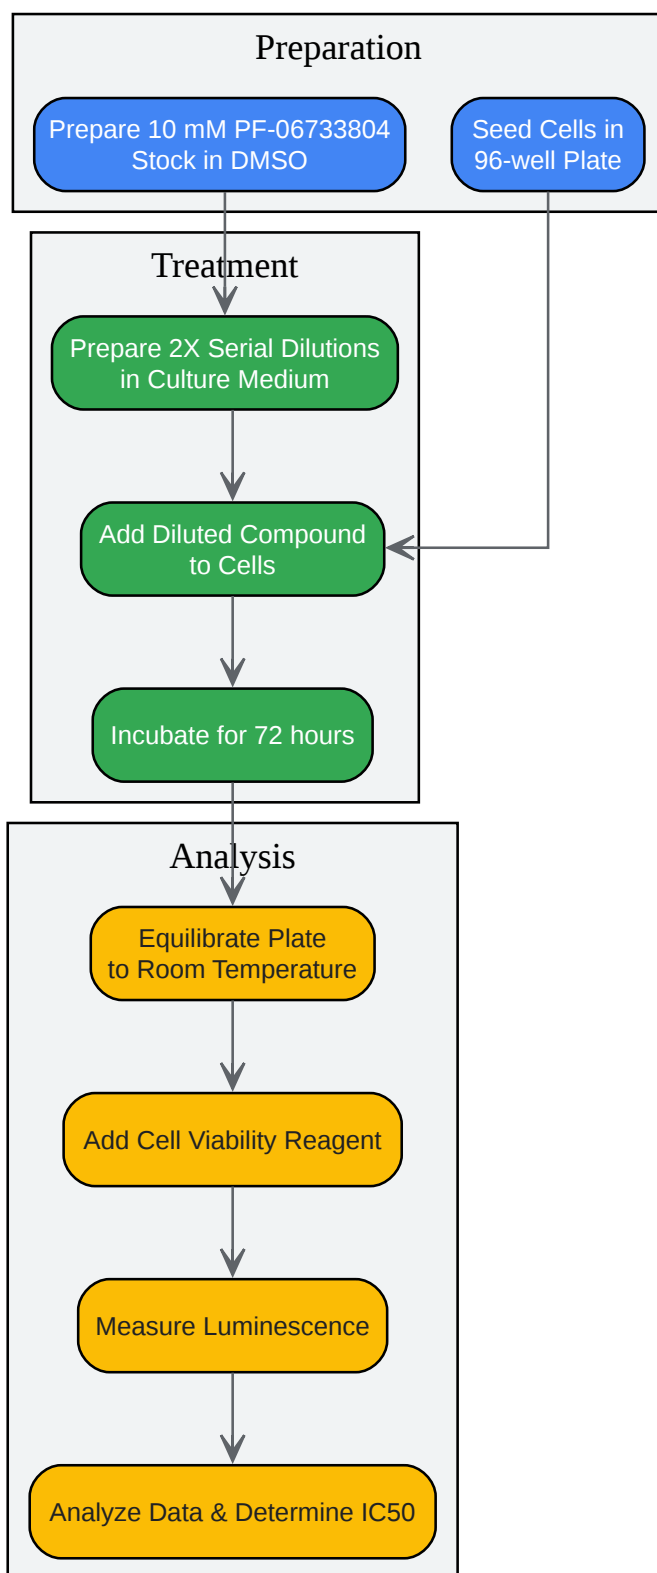 Preparation
Prepare 10 mM PF-06733804
Stock in DMSO
Seed Cells in
96-well Plate
Treatment
Prepare 2X Serial Dilutions
in Culture Medium
Add Diluted Compound
to Cells
Incubate for 72 hours
Analysis
Equilibrate Plate
to Room Temperature
Add Cell Viability Reagent
Measure Luminescence
Analyze Data & Determine IC50